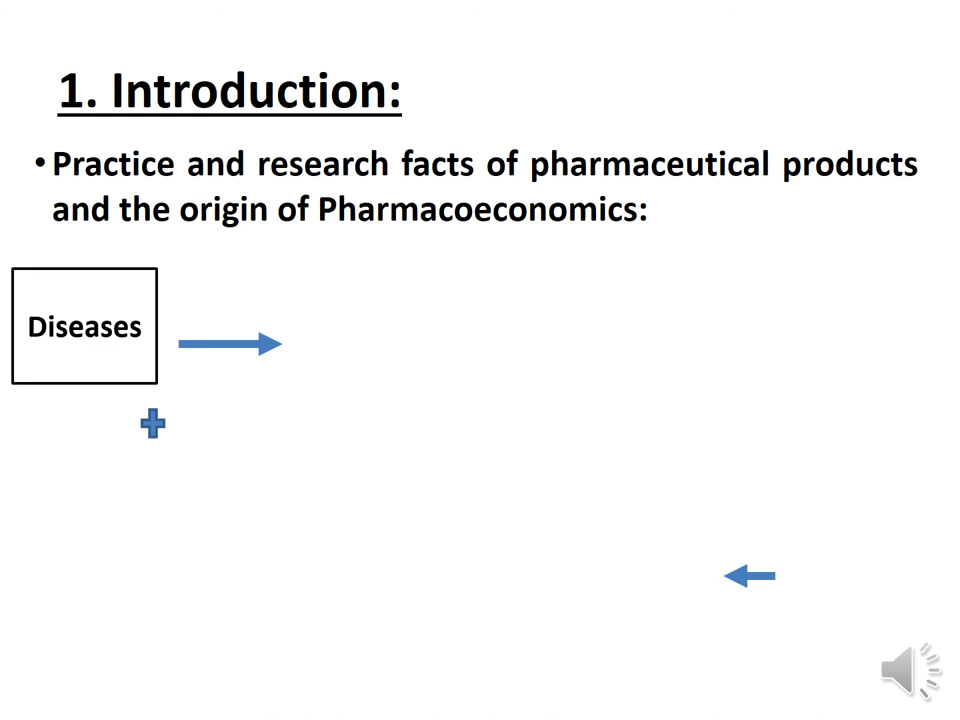 1. Introduction:
• Practice and research facts of pharmaceutical products
and the origin of Pharmacoeconomics:
Diseases